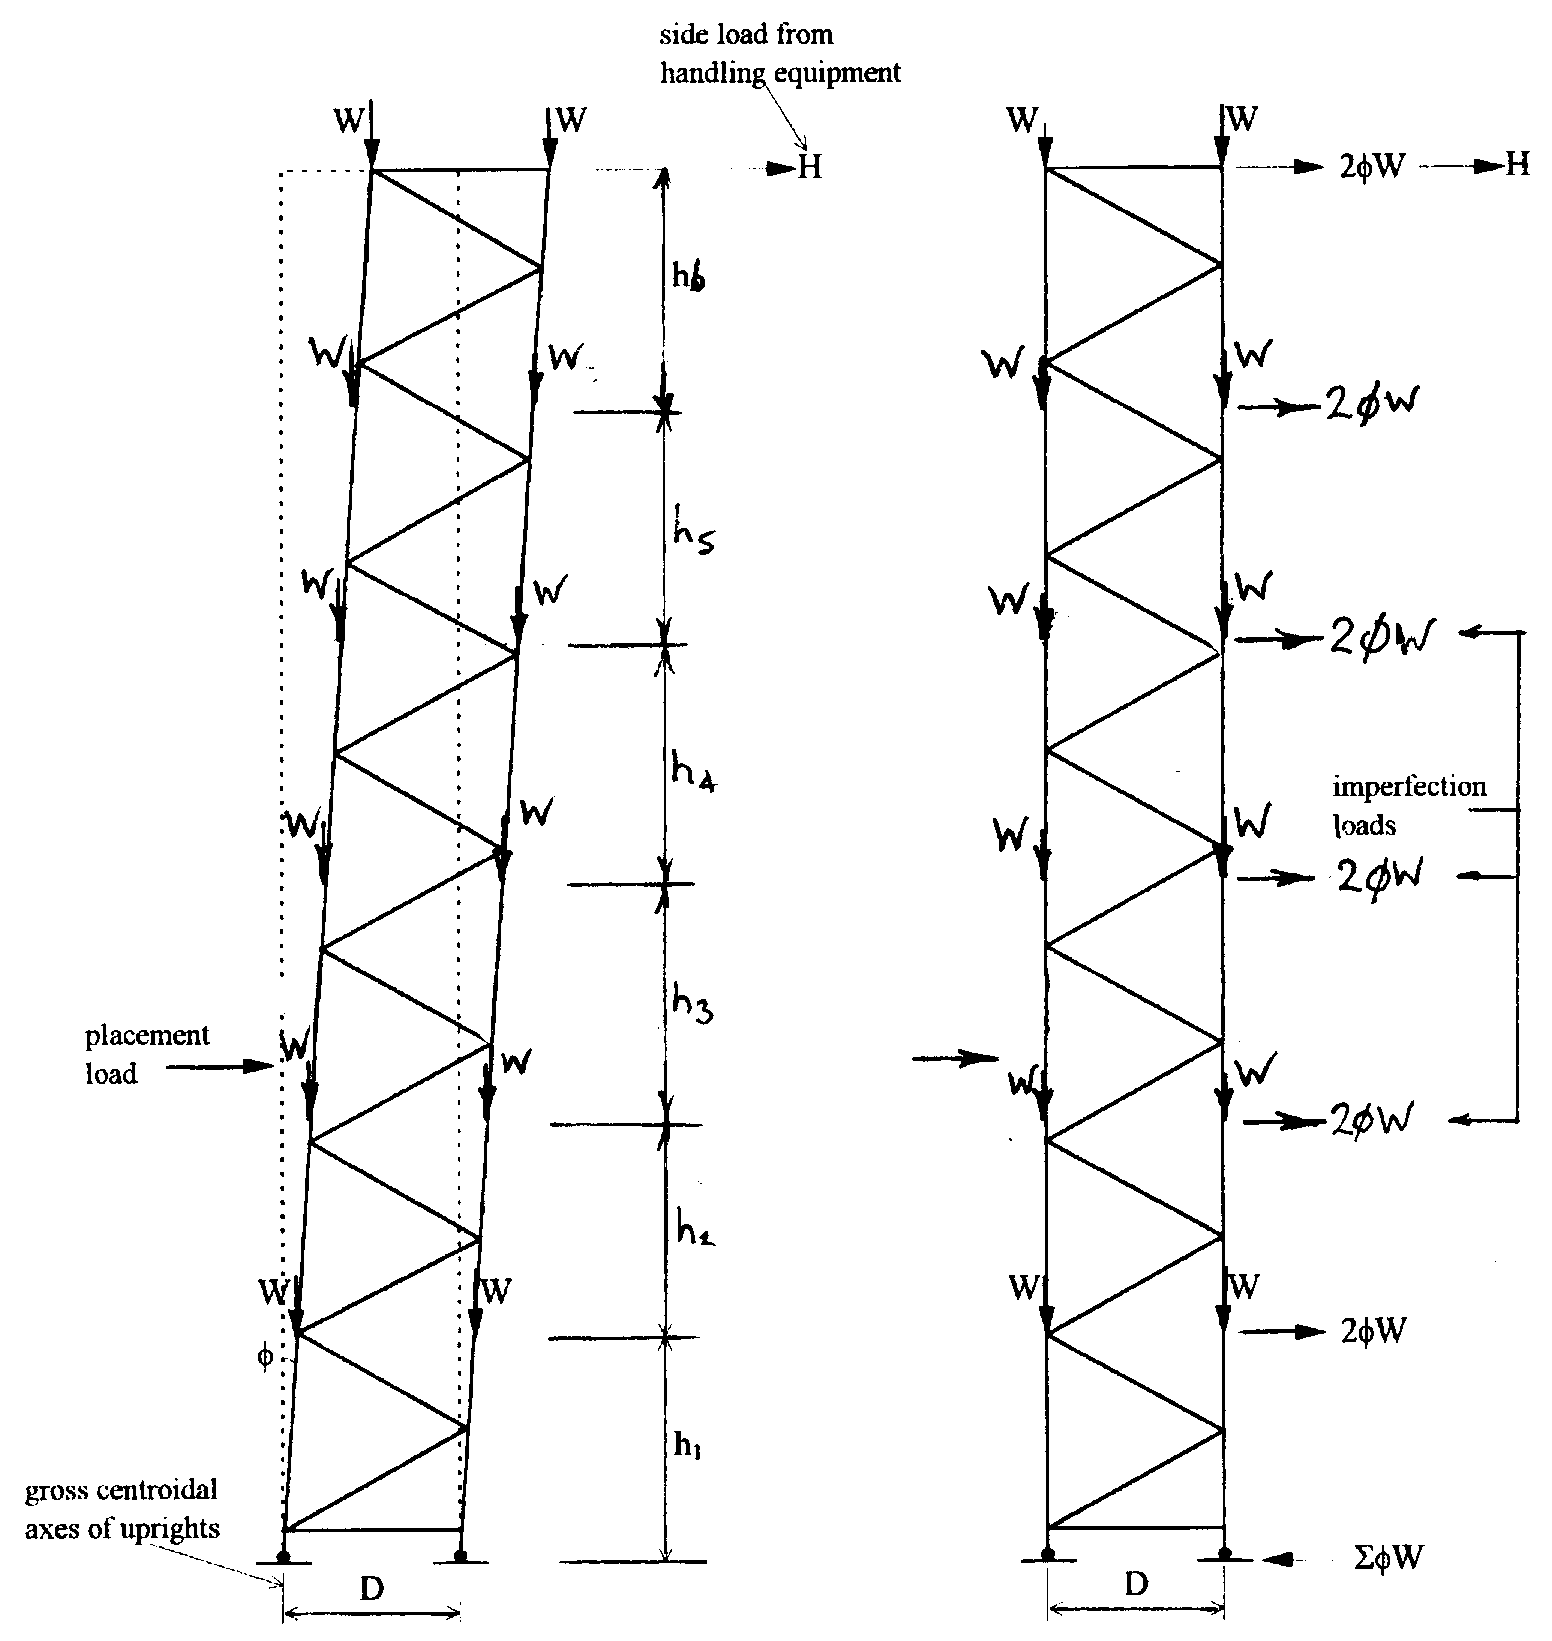 side load from
handling equipment
W W H
W W 2ϕW H
h6
W W
W W 2ϕW
h5
W W
W W 2ϕW
h4
imperfection
loads
W W
W W 2ϕW
h3
placement
load
W W
W W 2ϕW
h2
W W
W W 2ϕW
ϕ
h1
gross centroidal
axes of uprights
D
D
ΣϕW